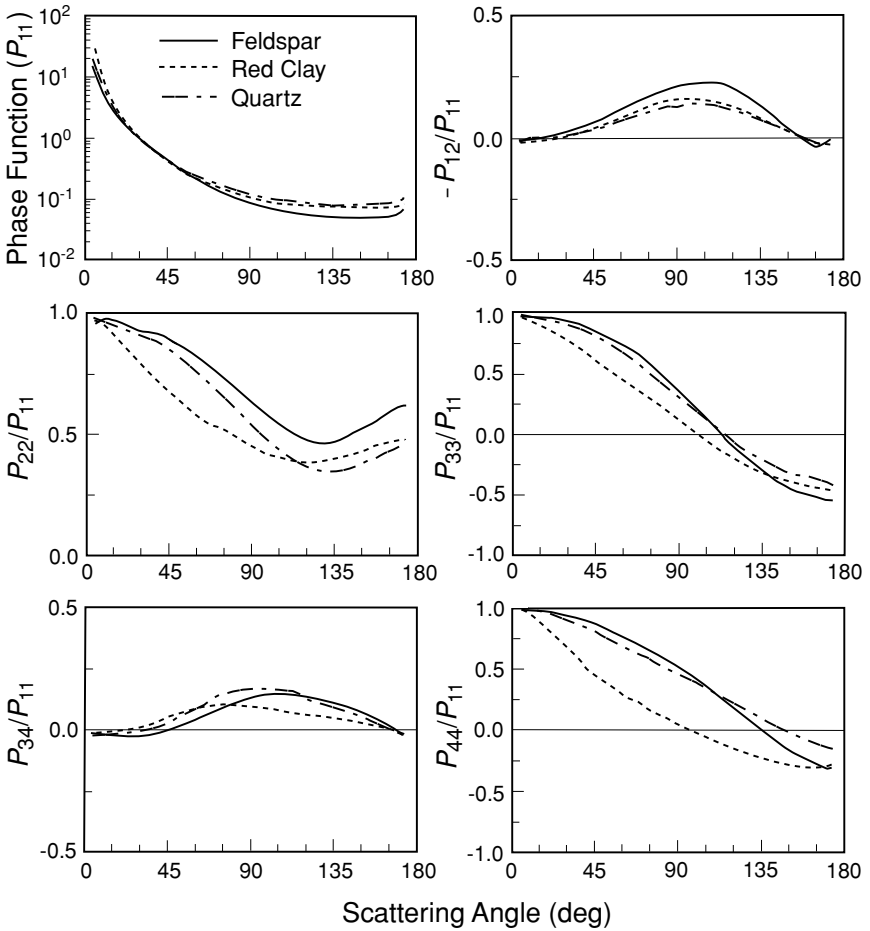 Phase Function (P11)
10^2
10^1
10^0
10^-1
10^-2
0 45 90 135 180
Feldspar
Red Clay
Quartz
- P12/P11
0.5
0.0
-0.5
0 45 90 135 180
P22/P11
1.0
0.5
0.0
0 45 90 135 180
P33/P11
1.0
0.5
0.0
-0.5
-1.0
0 45 90 135 180
P34/P11
0.5
0.0
-0.5
0 45 90 135 180
P44/P11
1.0
0.5
0.0
-0.5
-1.0
0 45 90 135 180
Scattering Angle (deg)